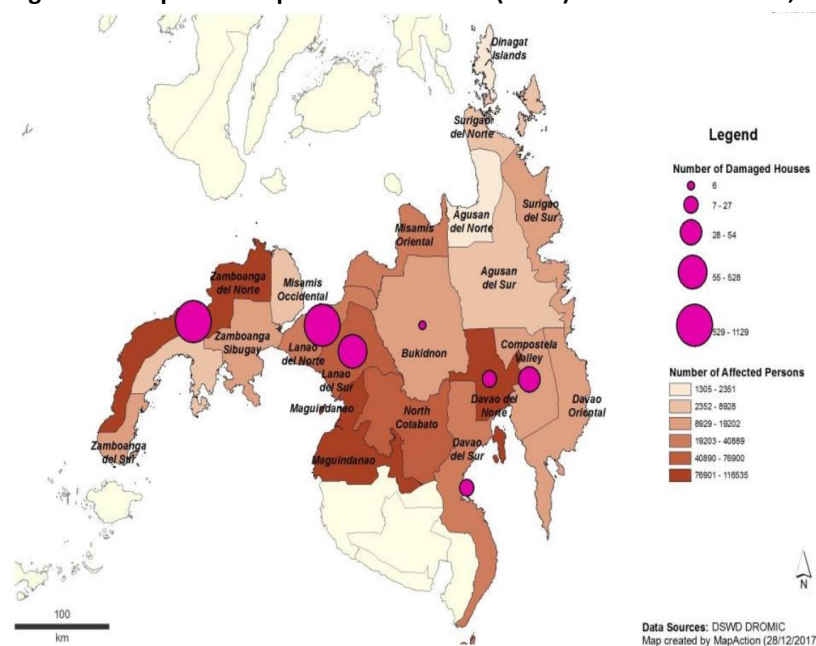 Dinagat
Islands
Surigao
del Norte
Legend
Number of Damaged Houses
6
7 - 27
28 - 54
55 - 528
529 - 1129
Number of Affected Persons
1305 - 2351
2352 - 8928
8929 - 19202
19203 - 40889
40890 - 76900
76901 - 116535
Surigao
del Sur
Agusan
del Norte
Misamis
Oriental
Agusan
del Sur
Zamboanga
del Norte
Misamis
Occidental
Zamboanga
Sibugay
Lanao
del Norte
Lanao
del Sur
Bukidnon
Compostela
Valley
Davao del
Norte
Davao
Oriental
Maguindanao
North
Cotabato
Davao
del Sur
Maguindanao
Zamboanga
del Sur
100
km
N
Data Sources: DSWD DROMIC
Map created by MapAction (28/12/2017